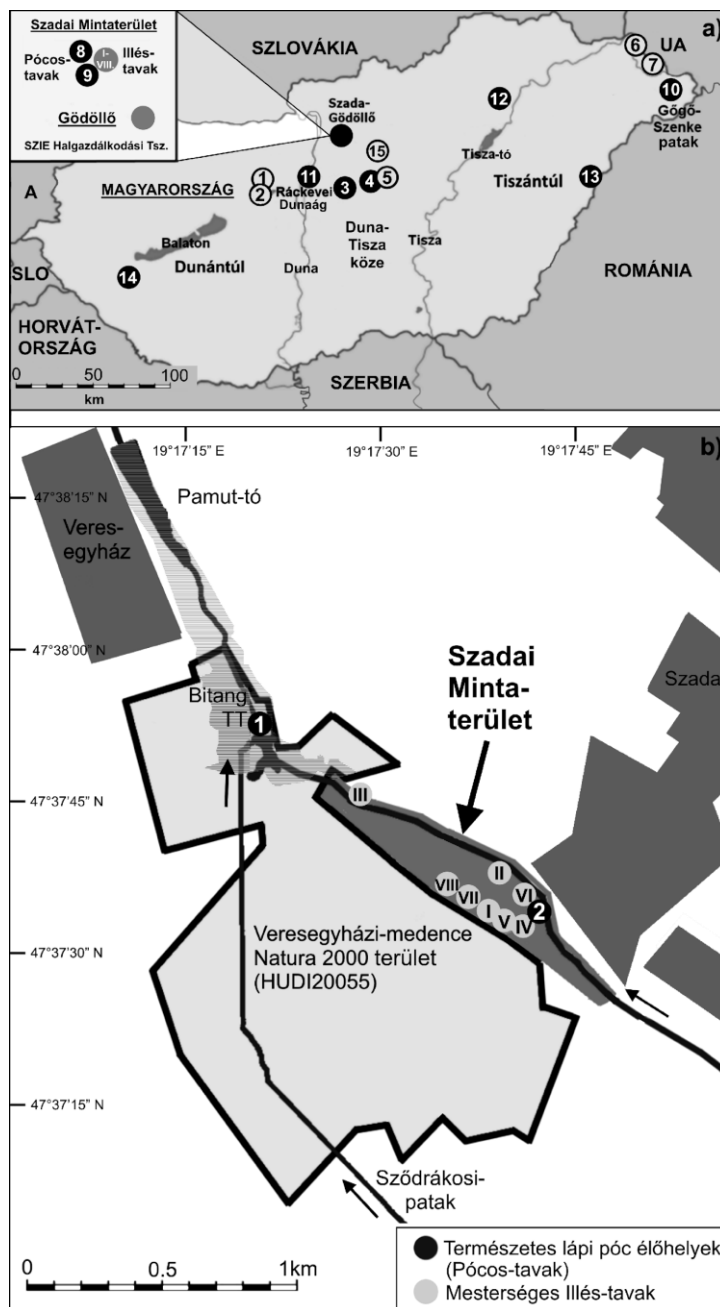 a)
Szadai Mintaterület
8
I-
VIII.
Pócos-
tavak
Illés-
tavak
9
Gödöllő
SZIE Halgazdálkodási Tsz.
SZLOVÁKIA
UA
6
7
10
Gőgő-
Szenke
patak
12
Szada-
Gödöllő
15
Tisza-tó
A
MAGYARORSZÁG
1
2
11
Ráckevei
Dunaág
3
4
5
Tiszántúl
13
Balaton
Dunántúl
Duna-
Tisza
köze
Tisza
Duna
SLO
14
ROMÁNIA
HORVÁT-
ORSZÁG
0 50 100
km
SZERBIA
b)
19°17'15" E
19°17'30" E
19°17'45" E
47°38'15" N
Pamut-tó
Veres-
egyház
47°38'00" N
Szadai
Minta-
terület
Szada
Bitang
TT
1
47°37'45" N
III
II
VIII
VII
VI
I
V
IV
2
47°37'30" N
Veresegyházi-medence
Natura 2000 terület
(HUDI20055)
47°37'15" N
Sződrákosi-
patak
0 0.5 1km
Természetes lápi póc élőhelyek
(Pócos-tavak)
Mesterséges Illés-tavak